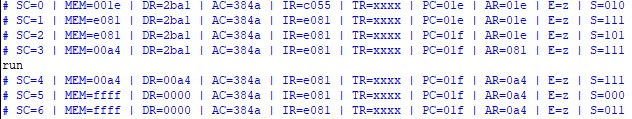 # SC=0 | MEM=001e | DR=2ba1 | AC=384a | IR=c055 | TR=xxxx | PC=01e | AR=01e | E=z | S=010
# SC=1 | MEM=e081 | DR=2ba1 | AC=384a | IR=e081 | TR=xxxx | PC=01e | AR=01e | E=z | S=111
# SC=2 | MEM=e081 | DR=2ba1 | AC=384a | IR=e081 | TR=xxxx | PC=01e | AR=01e | E=z | S=101
# SC=3 | MEM=00a4 | DR=2ba1 | AC=384a | IR=e081 | TR=xxxx | PC=01f | AR=081 | E=z | S=111
run
# SC=4 | MEM=00a4 | DR=00a4 | AC=384a | IR=e081 | TR=xxxx | PC=01f | AR=0a4 | E=z | S=111
# SC=5 | MEM=ffff | DR=0000 | AC=384a | IR=e081 | TR=xxxx | PC=01f | AR=0a4 | E=z | S=000
# SC=6 | MEM=ffff | DR=0000 | AC=384a | IR=e081 | TR=xxxx | PC=01f | AR=0a4 | E=z | S=011